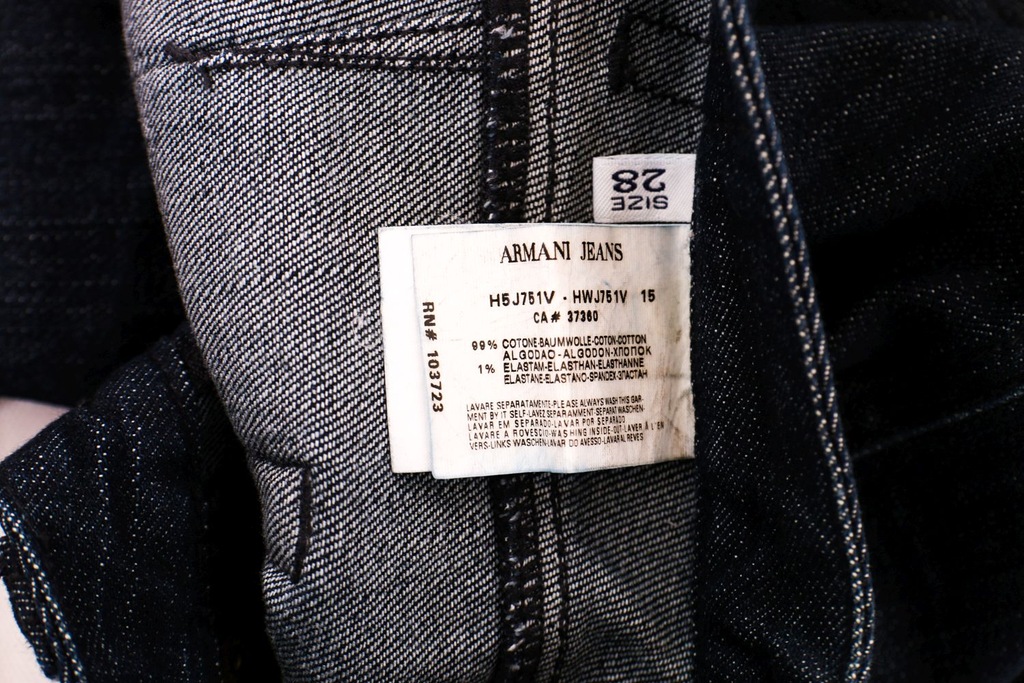 SIZE
28
ARMANI JEANS
H5J751V - HWJ751V 15
CA# 37360
RN# 103723
99% COTONE-BAUMWOLLE-COTON-COTTON
ALGODAO-ALGODON-ХЛОПОК
1% ELASTAM-ELASTHAN-ELASTHANNE
ELASTANE-ELASTANO-SPANDEX-ЭЛАСТАН
LAVARE SEPARATAMENTE-PLEASE ALWAYS WASH THIS GAR-
MENT BY IT SELF-LAVEZ SEPARAMMENT-SEPARAT WASCHEN-
LAVAR EM SEPARADO-LAVAR POR SEPARADO
LAVARE A ROVESCIO-WASHING INSIDE-OUT-LAVER À L'EN
VERS-LINKS WASCHEN-LAVAR DO AVESSO-LAVAR AL REVES